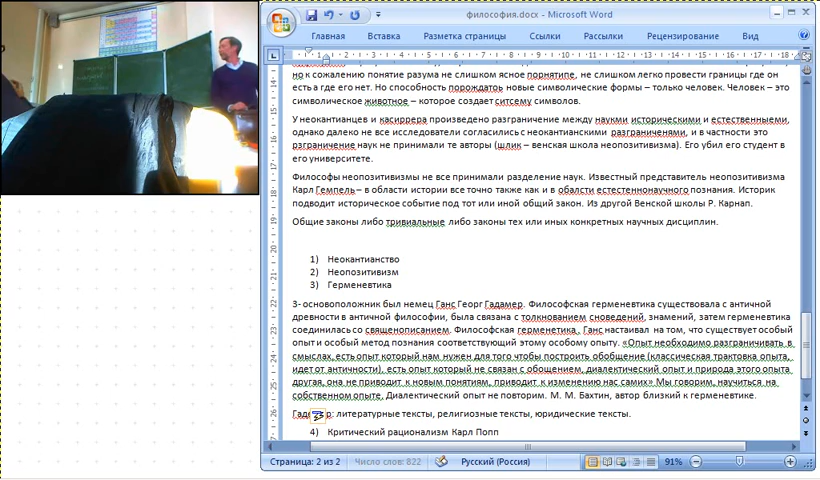 философия.docx - Microsoft Word
Главная Вставка Разметка страницы Ссылки Рассылки Рецензирование Вид
но к сожалению понятие разума не слишком ясное порнятипе, не слишком легко провести границы где он
есть а где его нет. Но способность порождатоь новые символические формы – только человек. Человек – это
символическое животное – которое создает ситсему символов.
У неокантианцев и касиррера произведено разграничение между наукми историческими и естественныеми,
однако далеко не все исследователи согласились с неокантианскими разграничеными, и в частности это
рзграничение наук не принимали те авторы (шлик – венская школа неопозитивизма). Его убил его студент в
его университете.
Философы неопозитивизмы не все принимали разделение наук. Известный представитель неопозитивизма
Карл Гемпель – в области истории все точно также как и в обалсти естестеннонаучного познания. Историк
подводит историческое событие под тот или иной общий закон. Из другой Венской школы Р. Карнап.
Общие законы либо тривиальные либо законы тех или иных конкретных научных дисциплин.
1) Неокантианство
2) Неопозитивизм
3) Герменевтика
3- основоположник был немец Ганс Георг Гадамер. Философская герменевтика существовала с античной
древности в античной философии, была связана с толкнованием сноведений, знамений, затем герменевтика
соединилась со священописанием. Философская герменетика, Ганс настаивал на том, что существует особый
опыт и особый метод познания соответствующий этому особому опыту. «Опыт необходимо разграничивать в
смыслах, есть опыт который нам нужен для того чтобы построить обобщение (классическая трактовка опыта,
идет от античности), есть опыт который не связан с обощением, диалектический опыт и природа этого опыта
другая, она не приводит к новым понятиям, приводит к изменению нас самих» Мы говорим, научиться на
собственном опыте. Диалектический опыт не повторим. М. М. Бахтин, автор близкий к герменевтике.
р: литературные тексты, религиозные тексты, юридические тексты.
4) Критический рационализм Карл Попп
Страница: 2 из 2 Число слов: 822 Русский (Россия) 91%